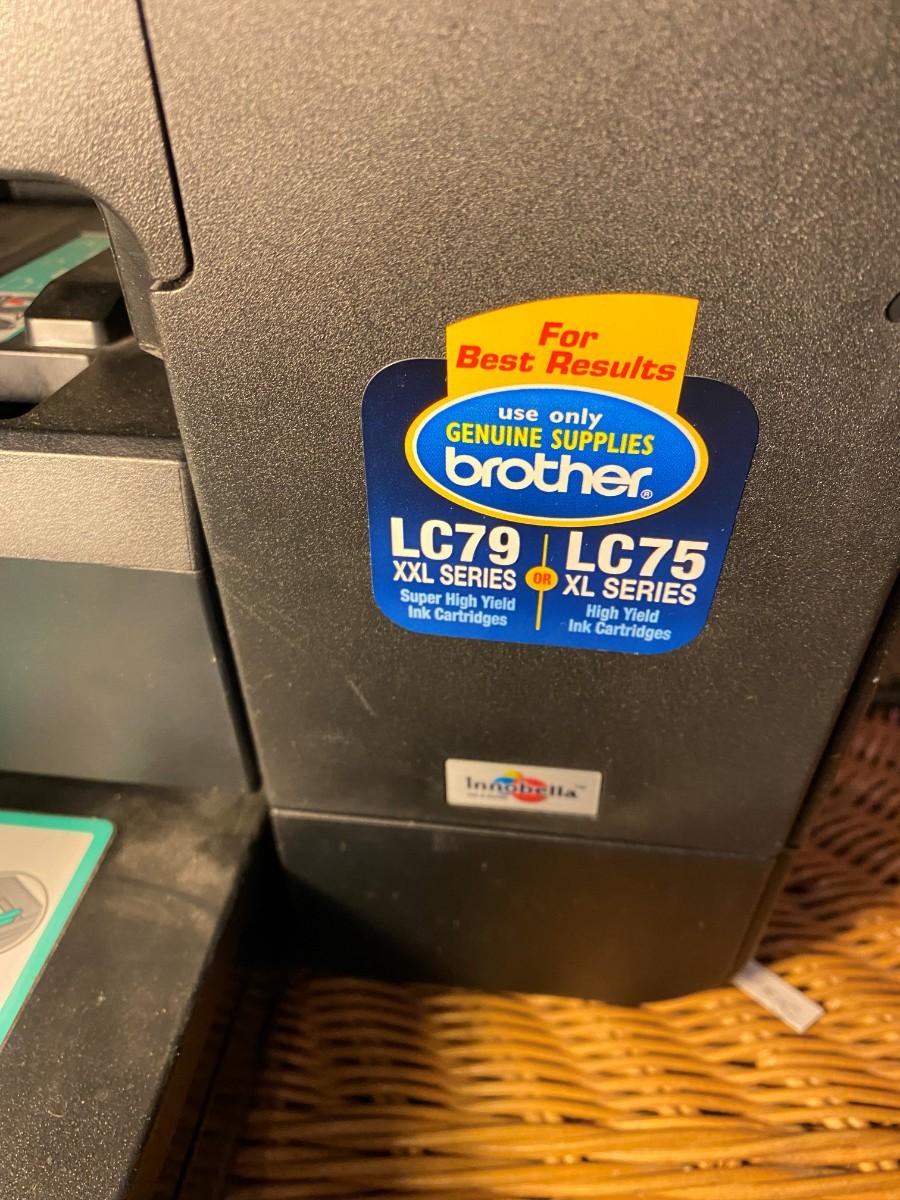 For
Best Results
use only
GENUINE SUPPLIES
brother®
LC79
XXL SERIES
Super High Yield
Ink Cartridges
OR
LC75
XL SERIES
High Yield
Ink Cartridges
Innobella™